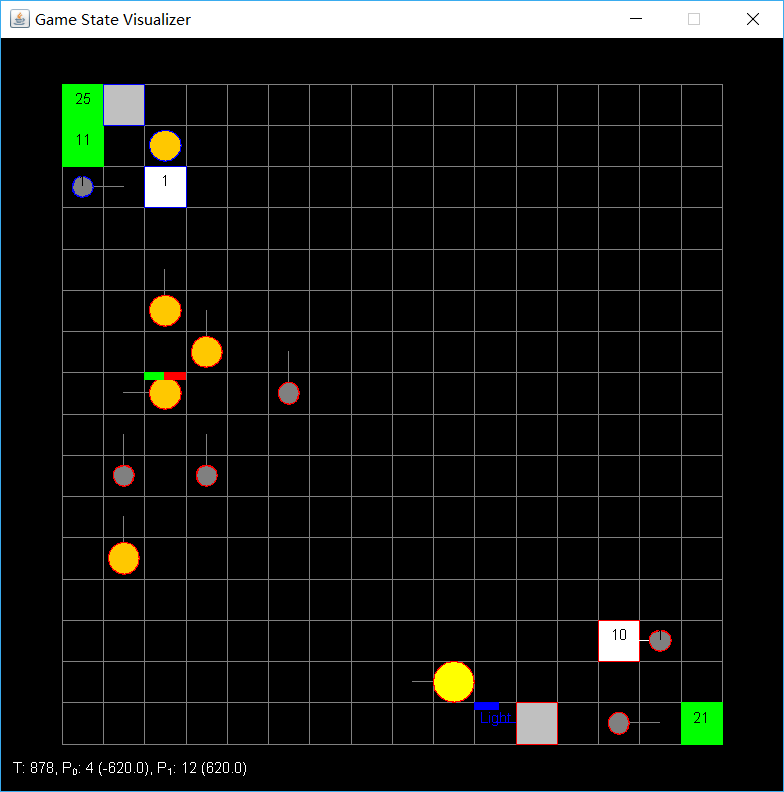 Game State Visualizer
25
11
1
10
Light
21
T: 878, P₀: 4 (-620.0), P₁: 12 (620.0)